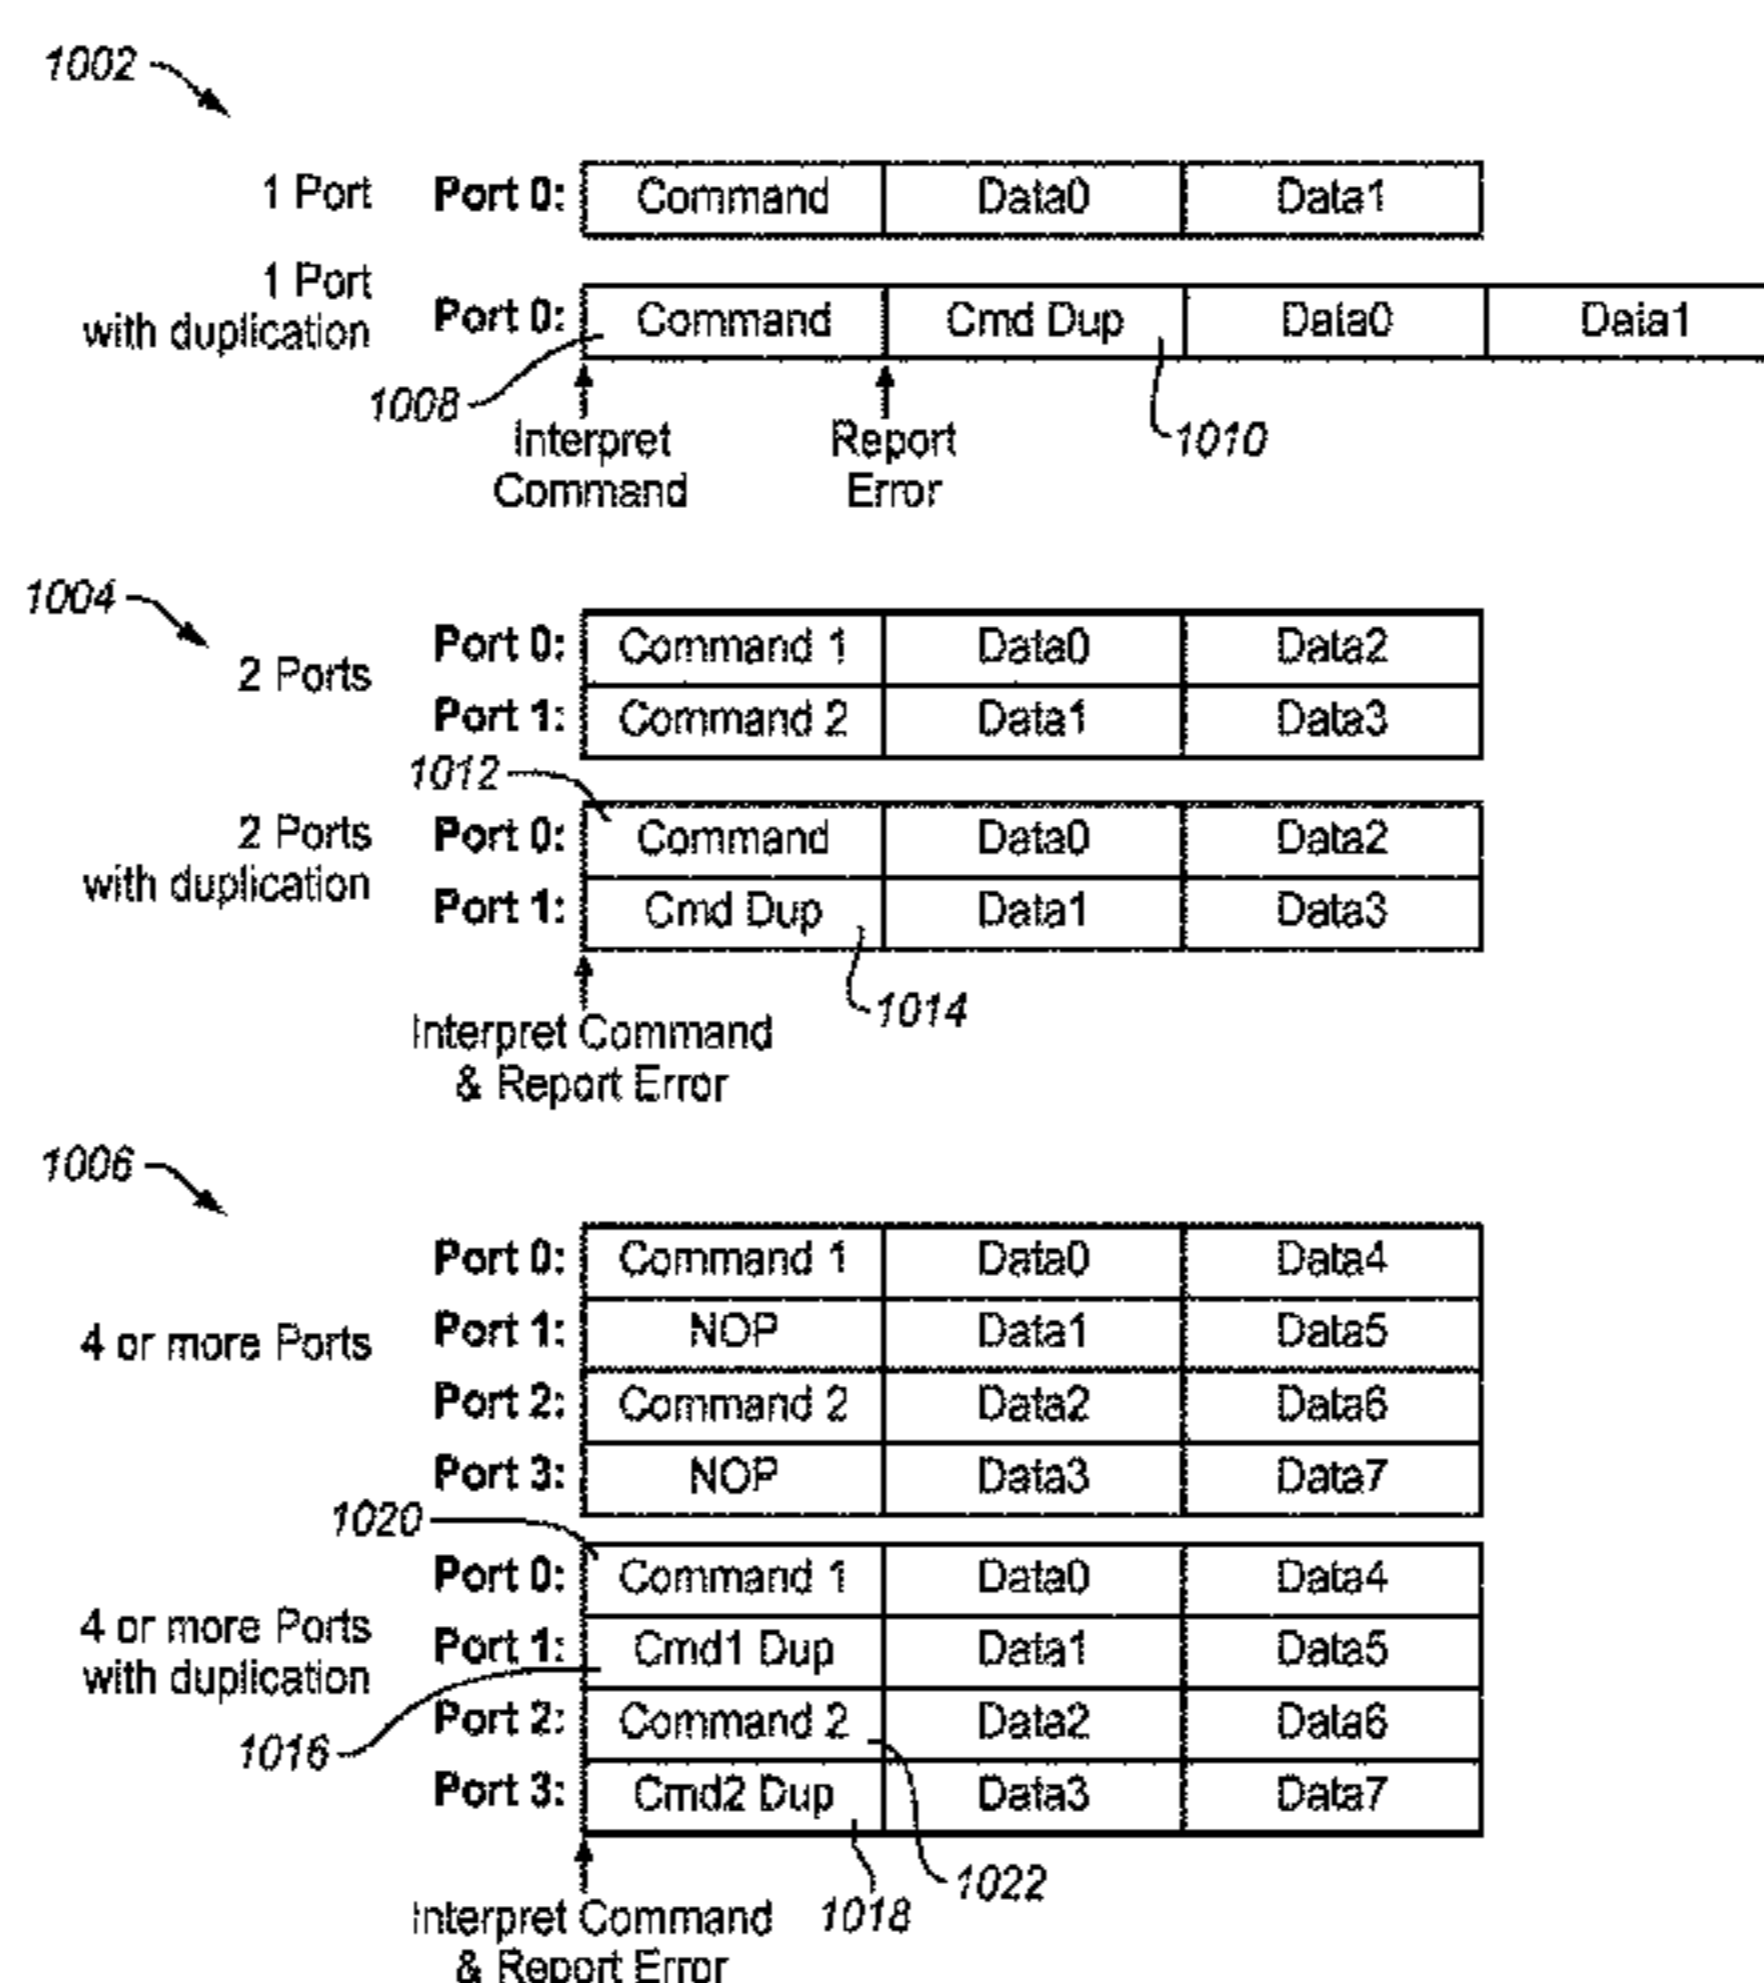 1002
1 Port Port 0: Command Data0 Data1
1 Port
with duplication Port 0: Command Cmd Dup Data0 Data1
1008 1010
Interpret Report
Command Error
1004
2 Ports Port 0: Command 1 Data0 Data2
Port 1: Command 2 Data1 Data3
1012
2 Ports Port 0: Command Data0 Data2
with duplication Port 1: Cmd Dup Data1 Data3
1014
Interpret Command
& Report Error
1006
Port 0: Command 1 Data0 Data4
4 or more Ports Port 1: NOP Data1 Data5
Port 2: Command 2 Data2 Data6
Port 3: NOP Data3 Data7
1020
Port 0: Command 1 Data0 Data4
4 or more Ports Port 1: Cmd1 Dup Data1 Data5
with duplication Port 2: Command 2 Data2 Data6
1016
Port 3: Cmd2 Dup Data3 Data7
1022
Interpret Command 1018
& Report Error